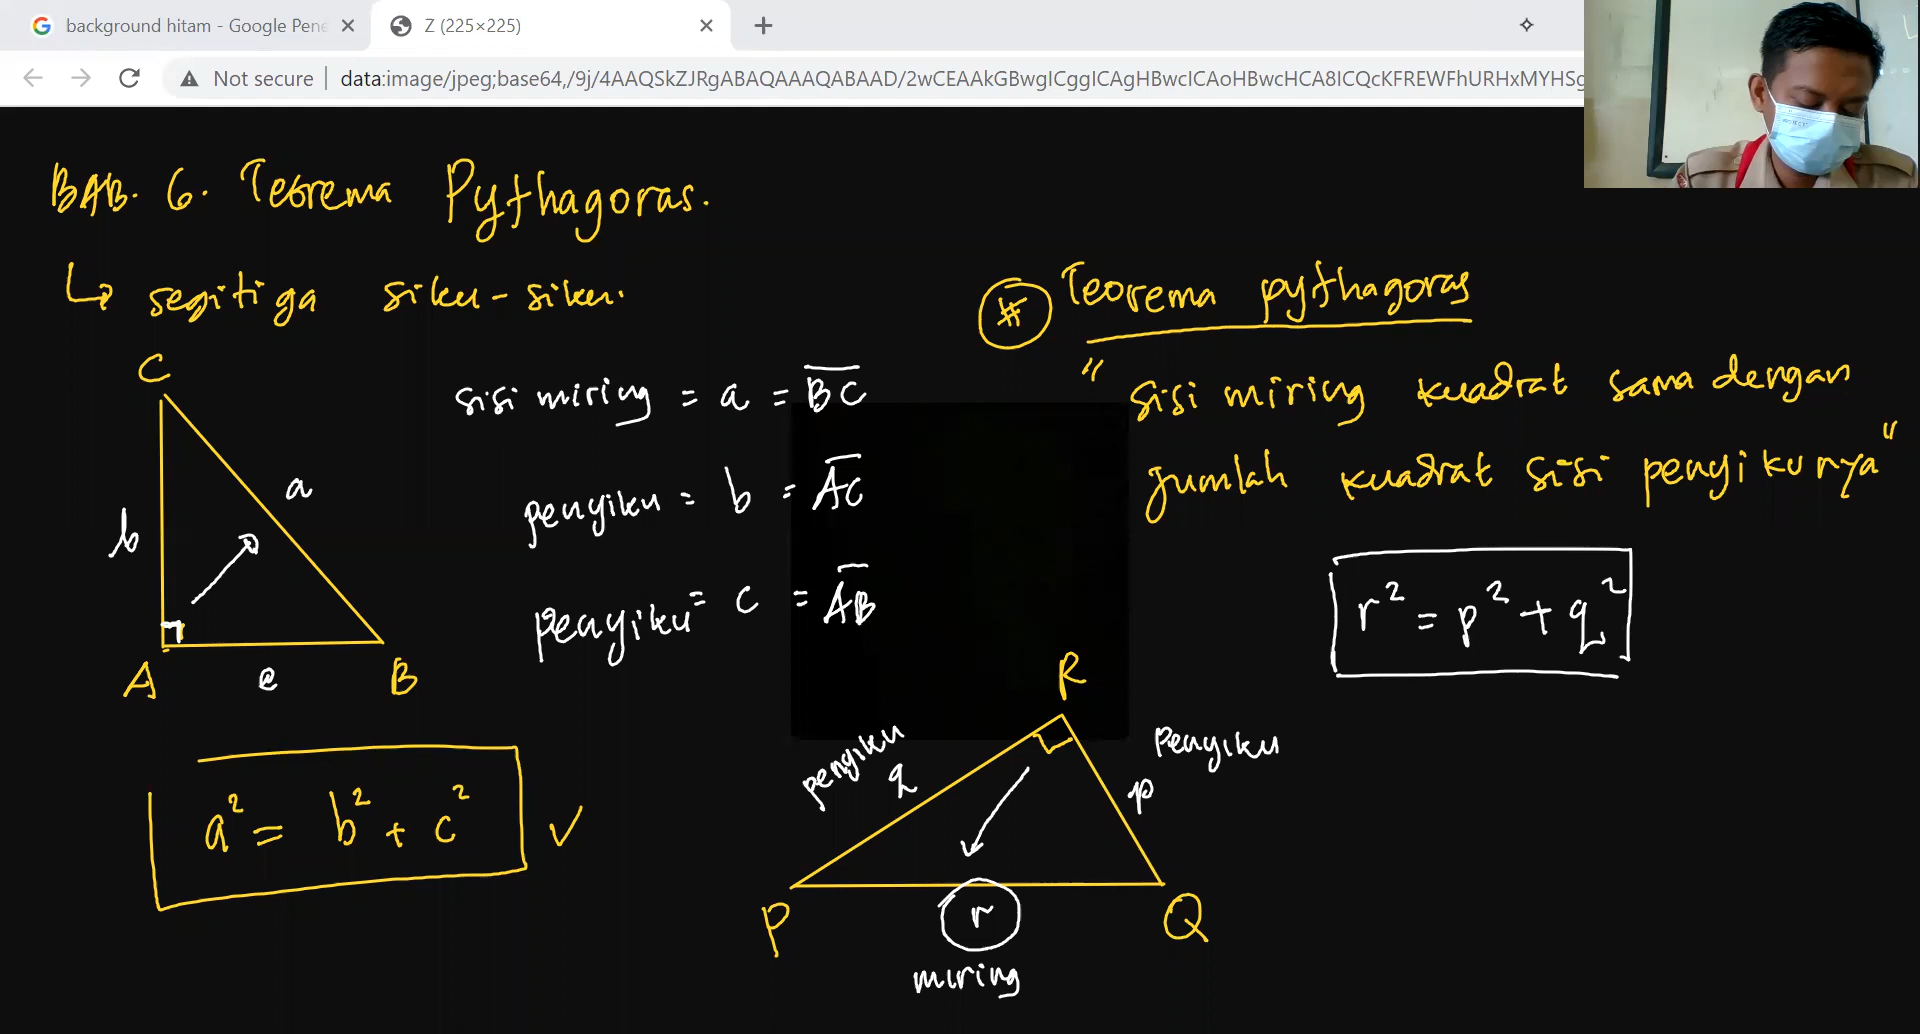 background hitam - Google Pene
Z (225×225)
Not secure
data:image/jpeg;base64,/9j/4AAQSkZJRgABAQAAAQABAAD/2wCEAAkGBwgICggICAgHBwcICAoHBwcHCA8ICQcKFREWFhURHxMYHSg
BAB. 6. Teorema Pythagoras.
↳ segitiga siku-siku.
C
b
a
A
c
B
sisi miring = a = BC
penyiku = b = AC
penyiku = c = AB
a² = b² + c² ✓
* Teorema pythagoras
" sisi miring kuadrat sama dengan
jumlah kuadrat sisi penyikunya "
r² = p² + q²
R
penyiku
q
Penyiku
p
P
r
Q
miring